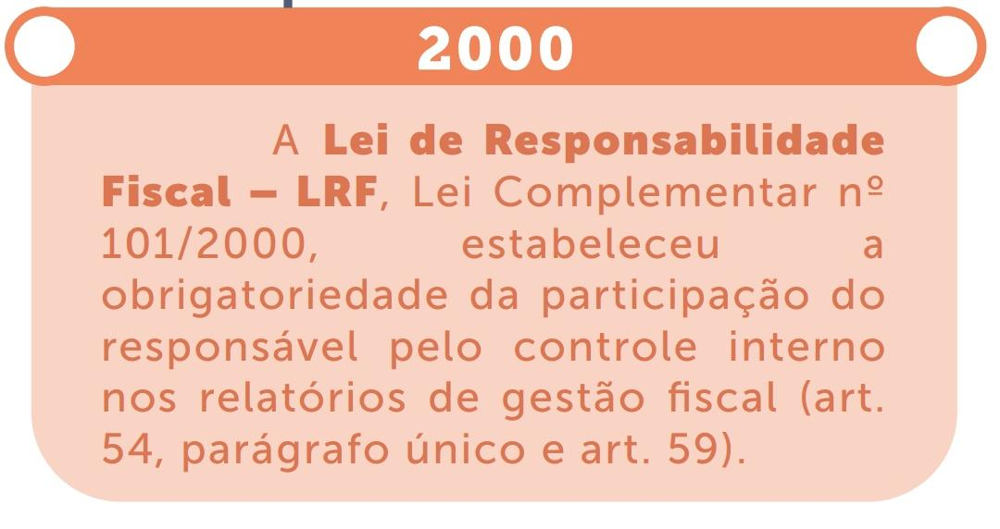 2000
A Lei de Responsabilidade
Fiscal – LRF, Lei Complementar nº
101/2000, estabeleceu a
obrigatoriedade da participação do
responsável pelo controle interno
nos relatórios de gestão fiscal (art.
54, parágrafo único e art. 59).